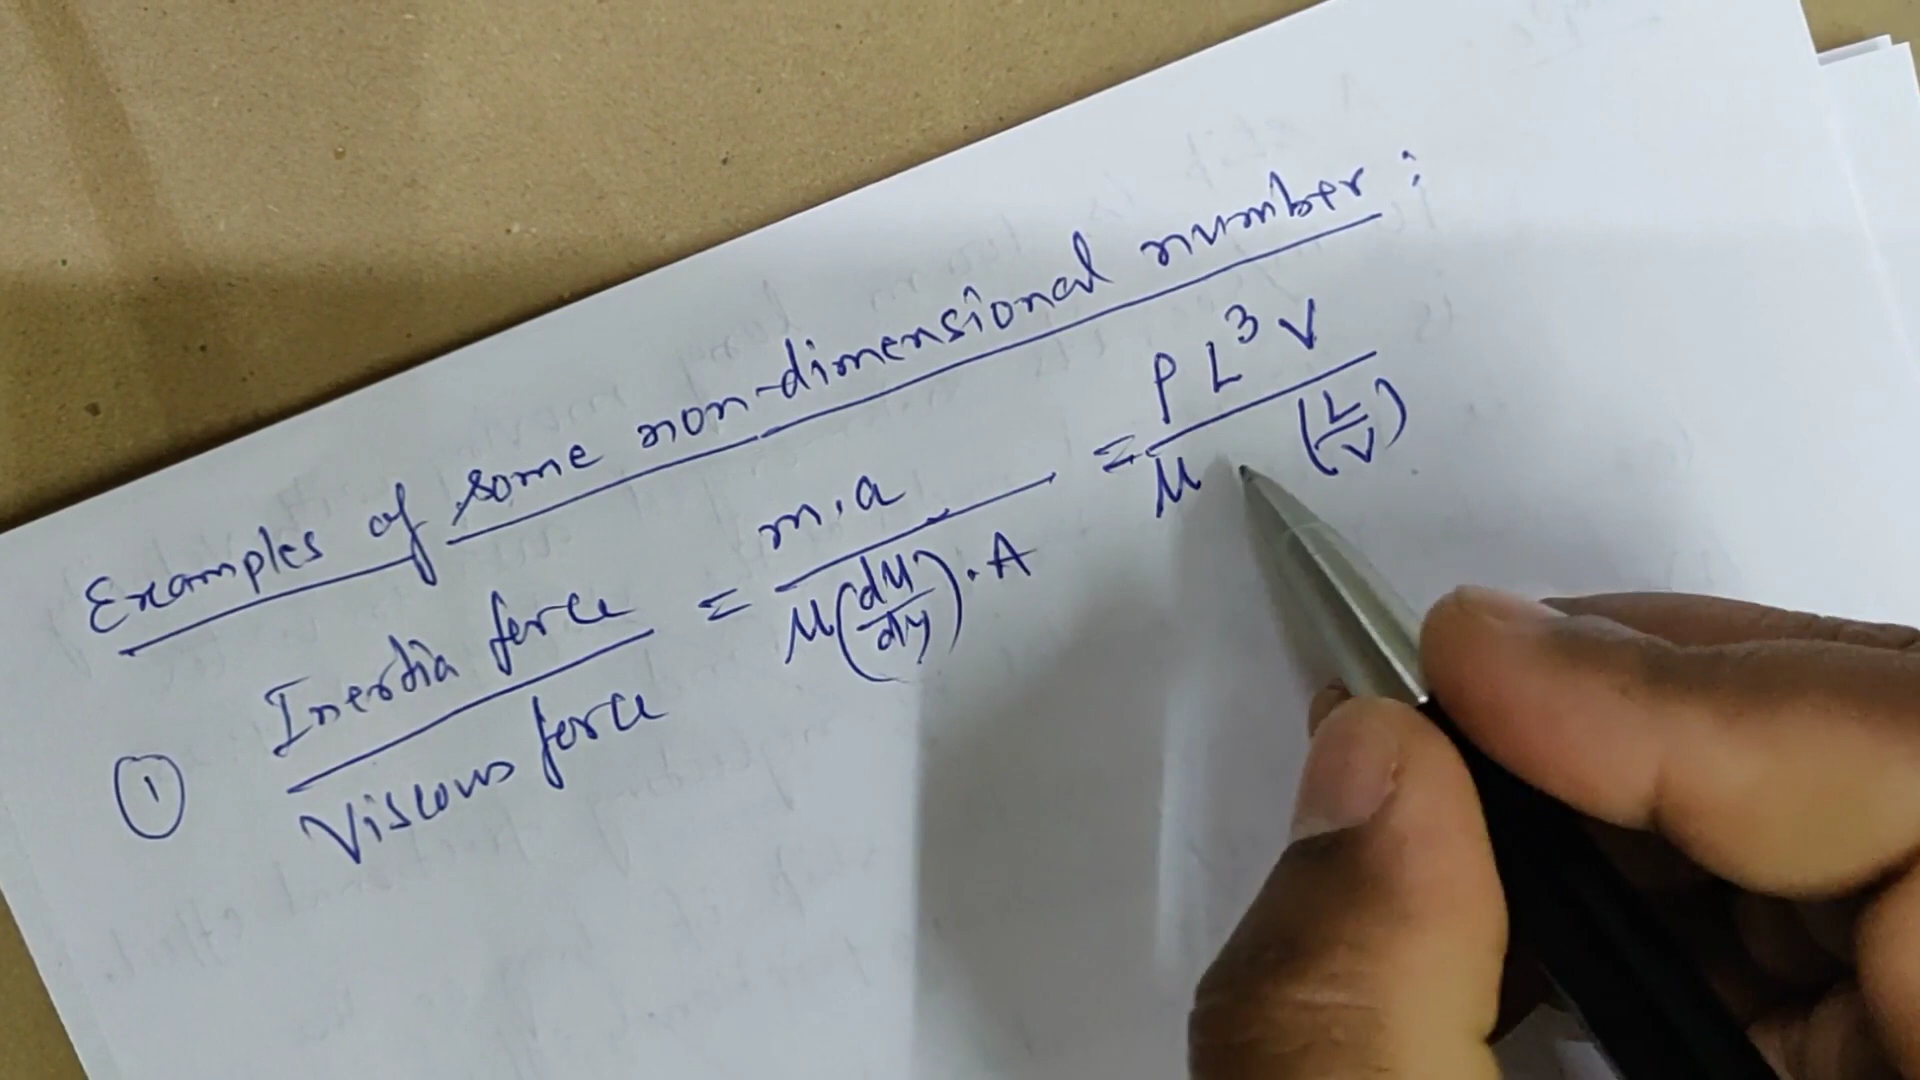 Examples of some non-dimensional number :
① Inertia force / Viscous force = m.a / μ(du/dy).A = ρ L³ V / μ (L/V)